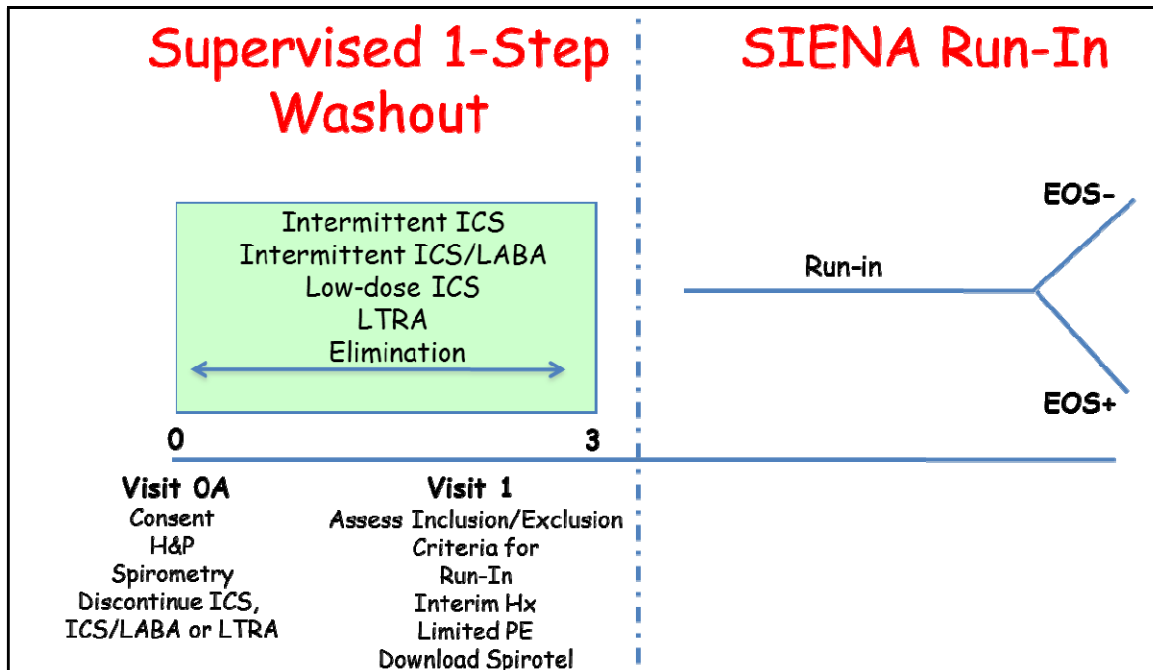 Supervised 1-Step
Washout
SIENA Run-In
Intermittent ICS
Intermittent ICS/LABA
Low-dose ICS
LTRA
Elimination
EOS-
Run-in
EOS+
0
3
Visit 0A
Consent
H&P
Spirometry
Discontinue ICS,
ICS/LABA or LTRA
Visit 1
Assess Inclusion/Exclusion
Criteria for
Run-In
Interim Hx
Limited PE
Download Spirotel